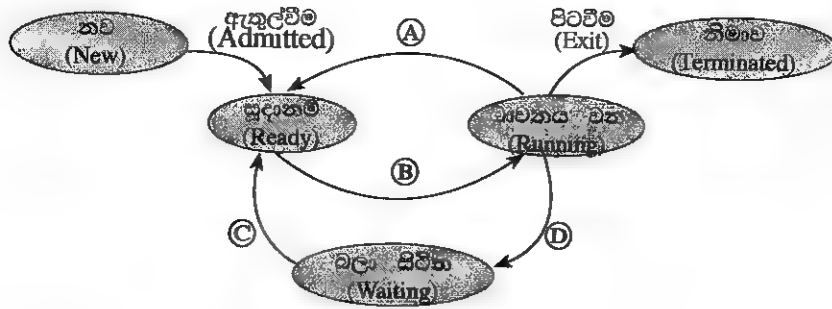 නව
(New)
ඇතුල්වීම
(Admitted)
A
පිටවීම
(Exit)
නිමාව
(Terminated)
සූදානම්
(Ready)
ධාවනය වන
(Running)
B
C
D
බලා සිටින
(Waiting)